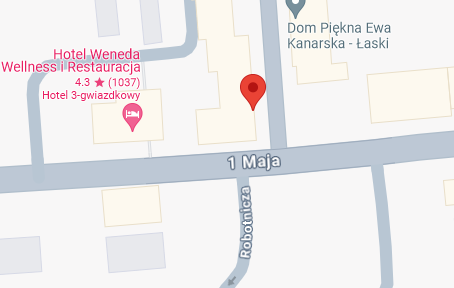 Dom Piękna Ewa
Kanarska - Łaski
Hotel Weneda
Wellness i Restauracja
4.3 ★ (1037)
Hotel 3-gwiazdkowy
1 Maja
Robotnicza